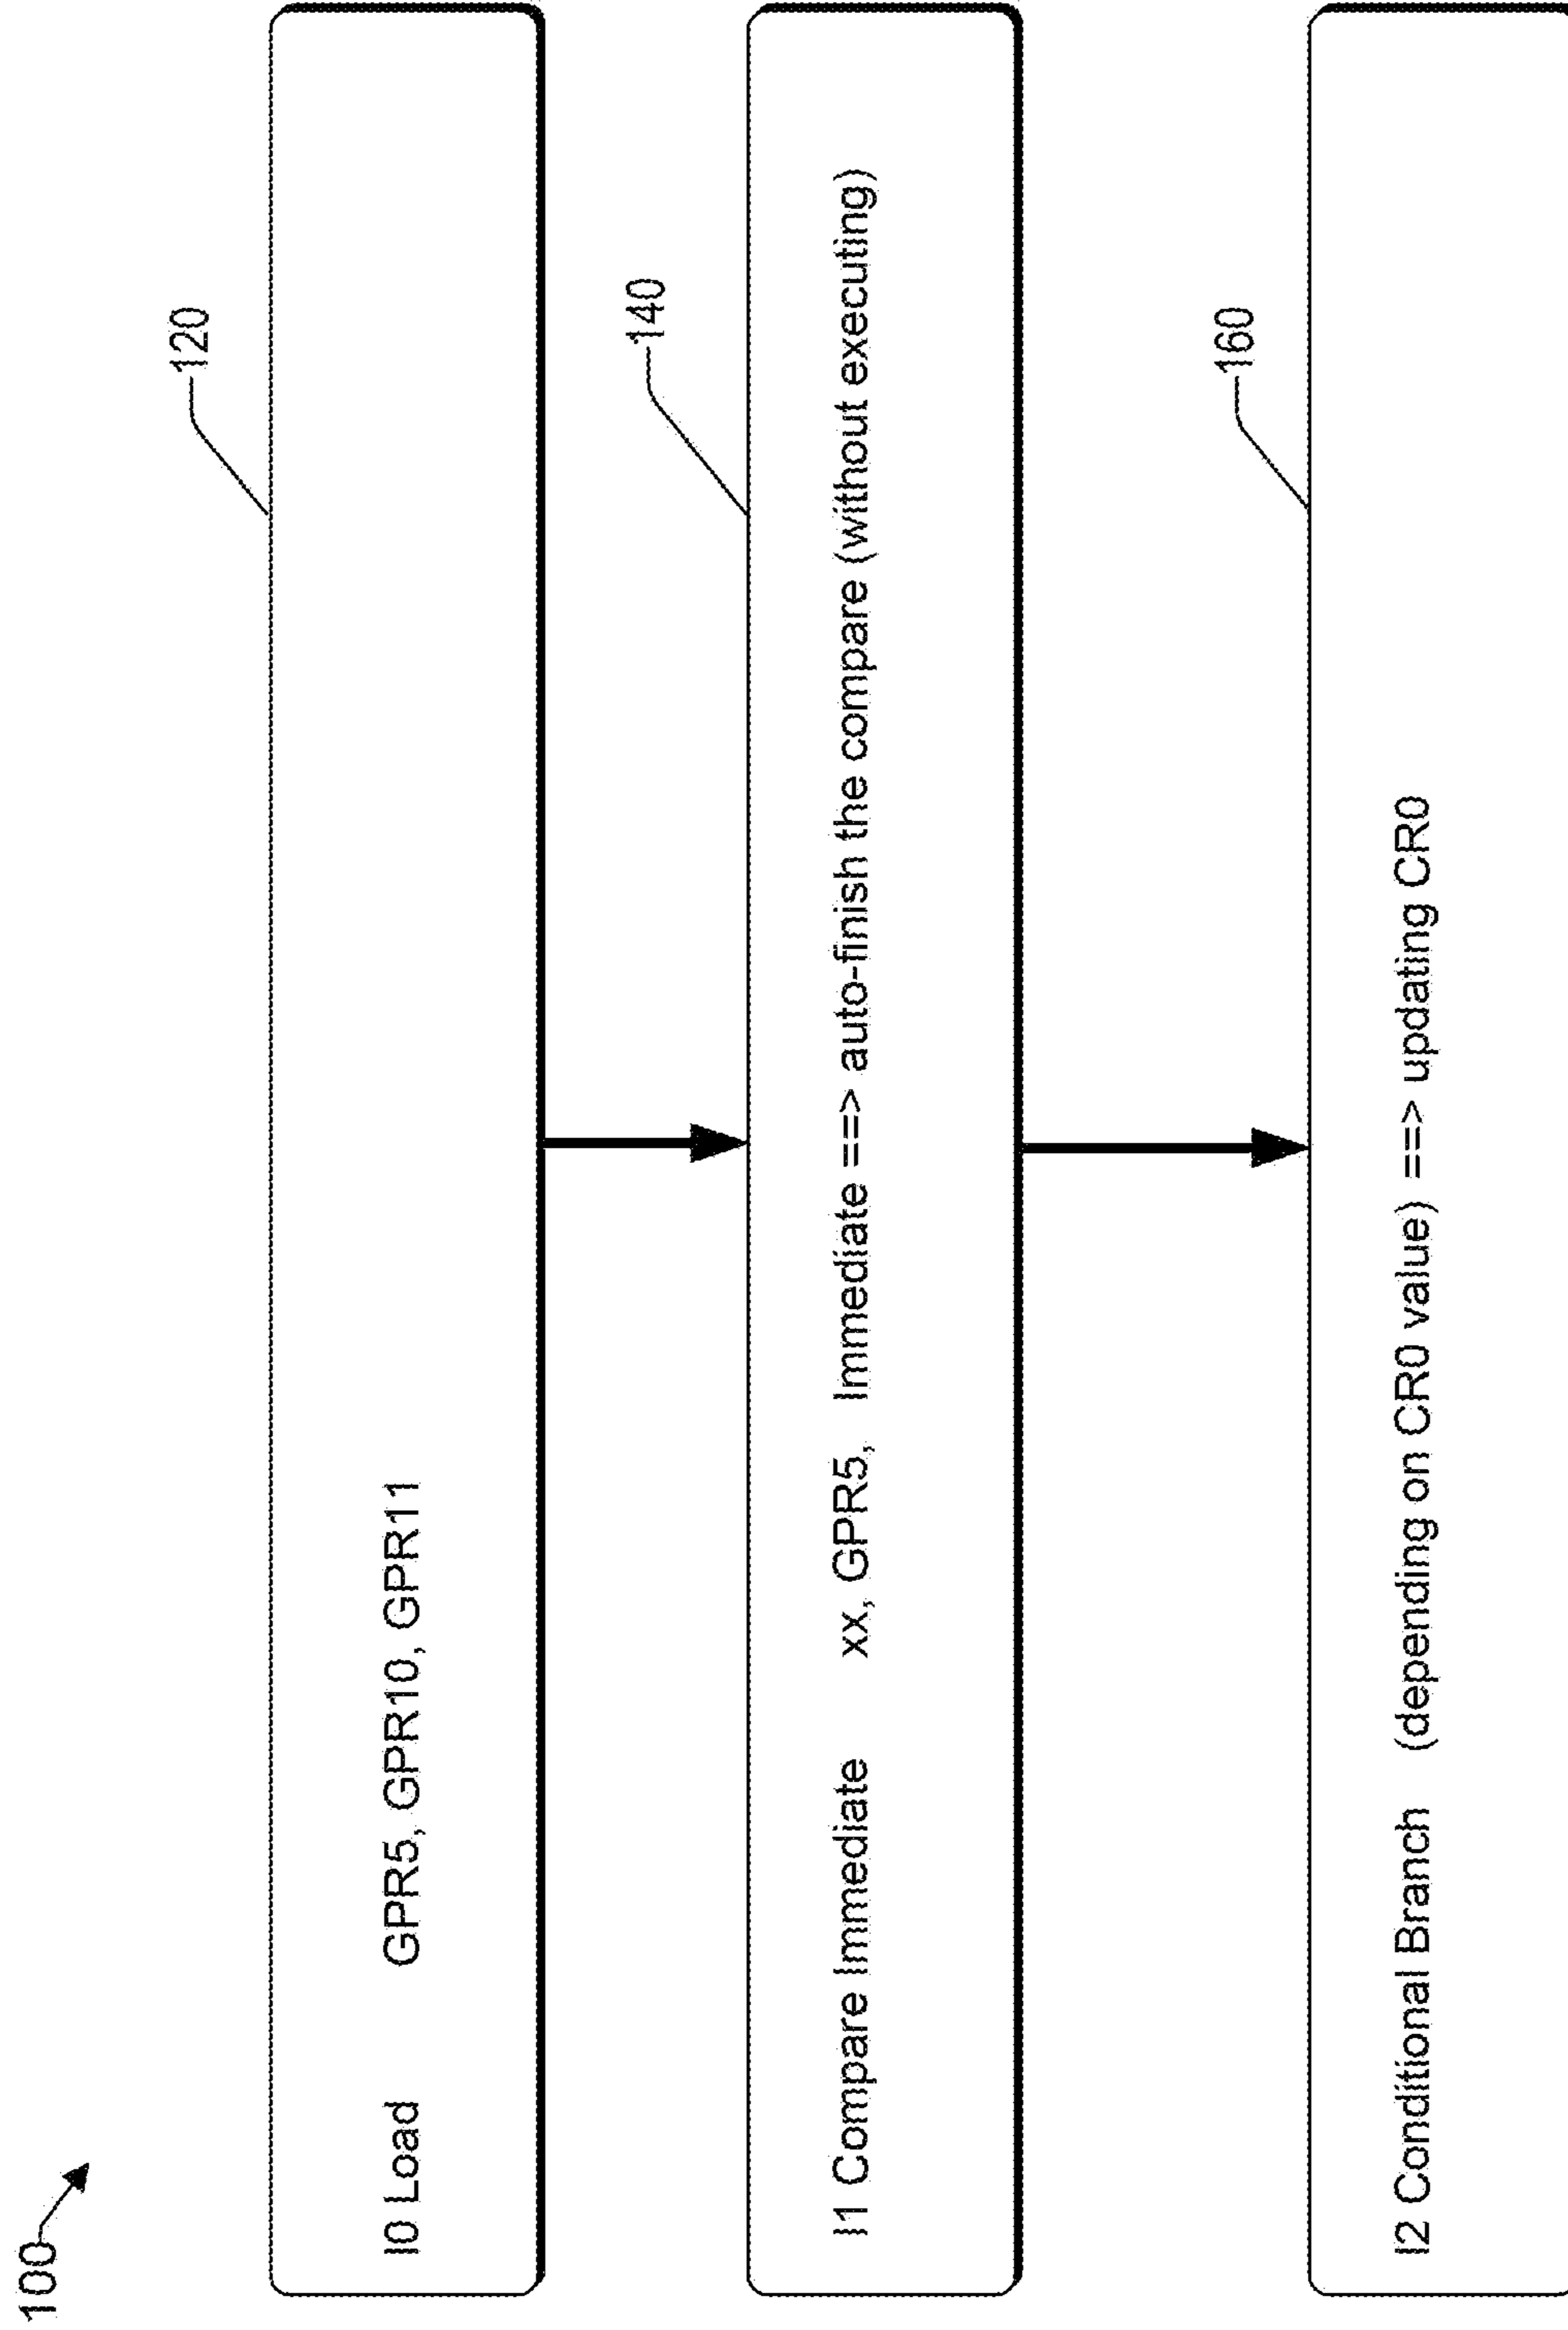 100
120
I0 Load GPR5, GPR10, GPR11
140
I1 Compare Immediate xx, GPR5, Immediate ==> auto-finish the compare (without executing)
160
I2 Conditional Branch (depending on CR0 value) ==> updating CR0